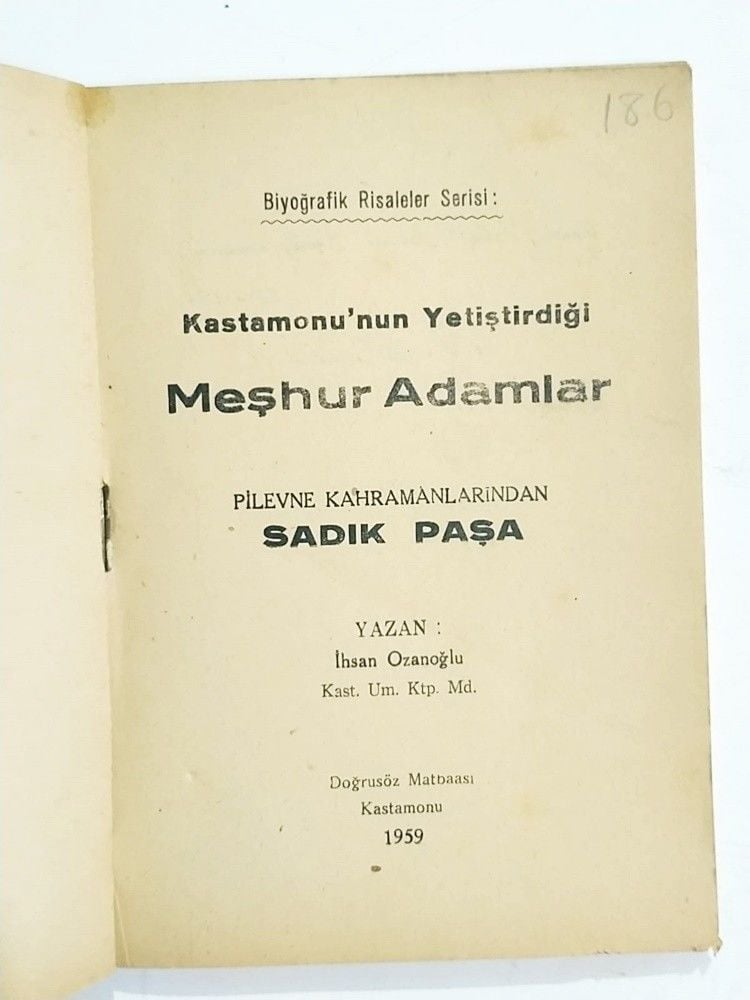 186
Biyoğrafik Risaleler Serisi:
Kastamonu'nun Yetiştirdiği
Meşhur Adamlar
PİLEVNE KAHRAMANLARINDAN
SADIK PAŞA
YAZAN :
İhsan Ozanoğlu
Kast. Um. Ktp. Md.
Doğrusöz Matbaası
Kastamonu
1959